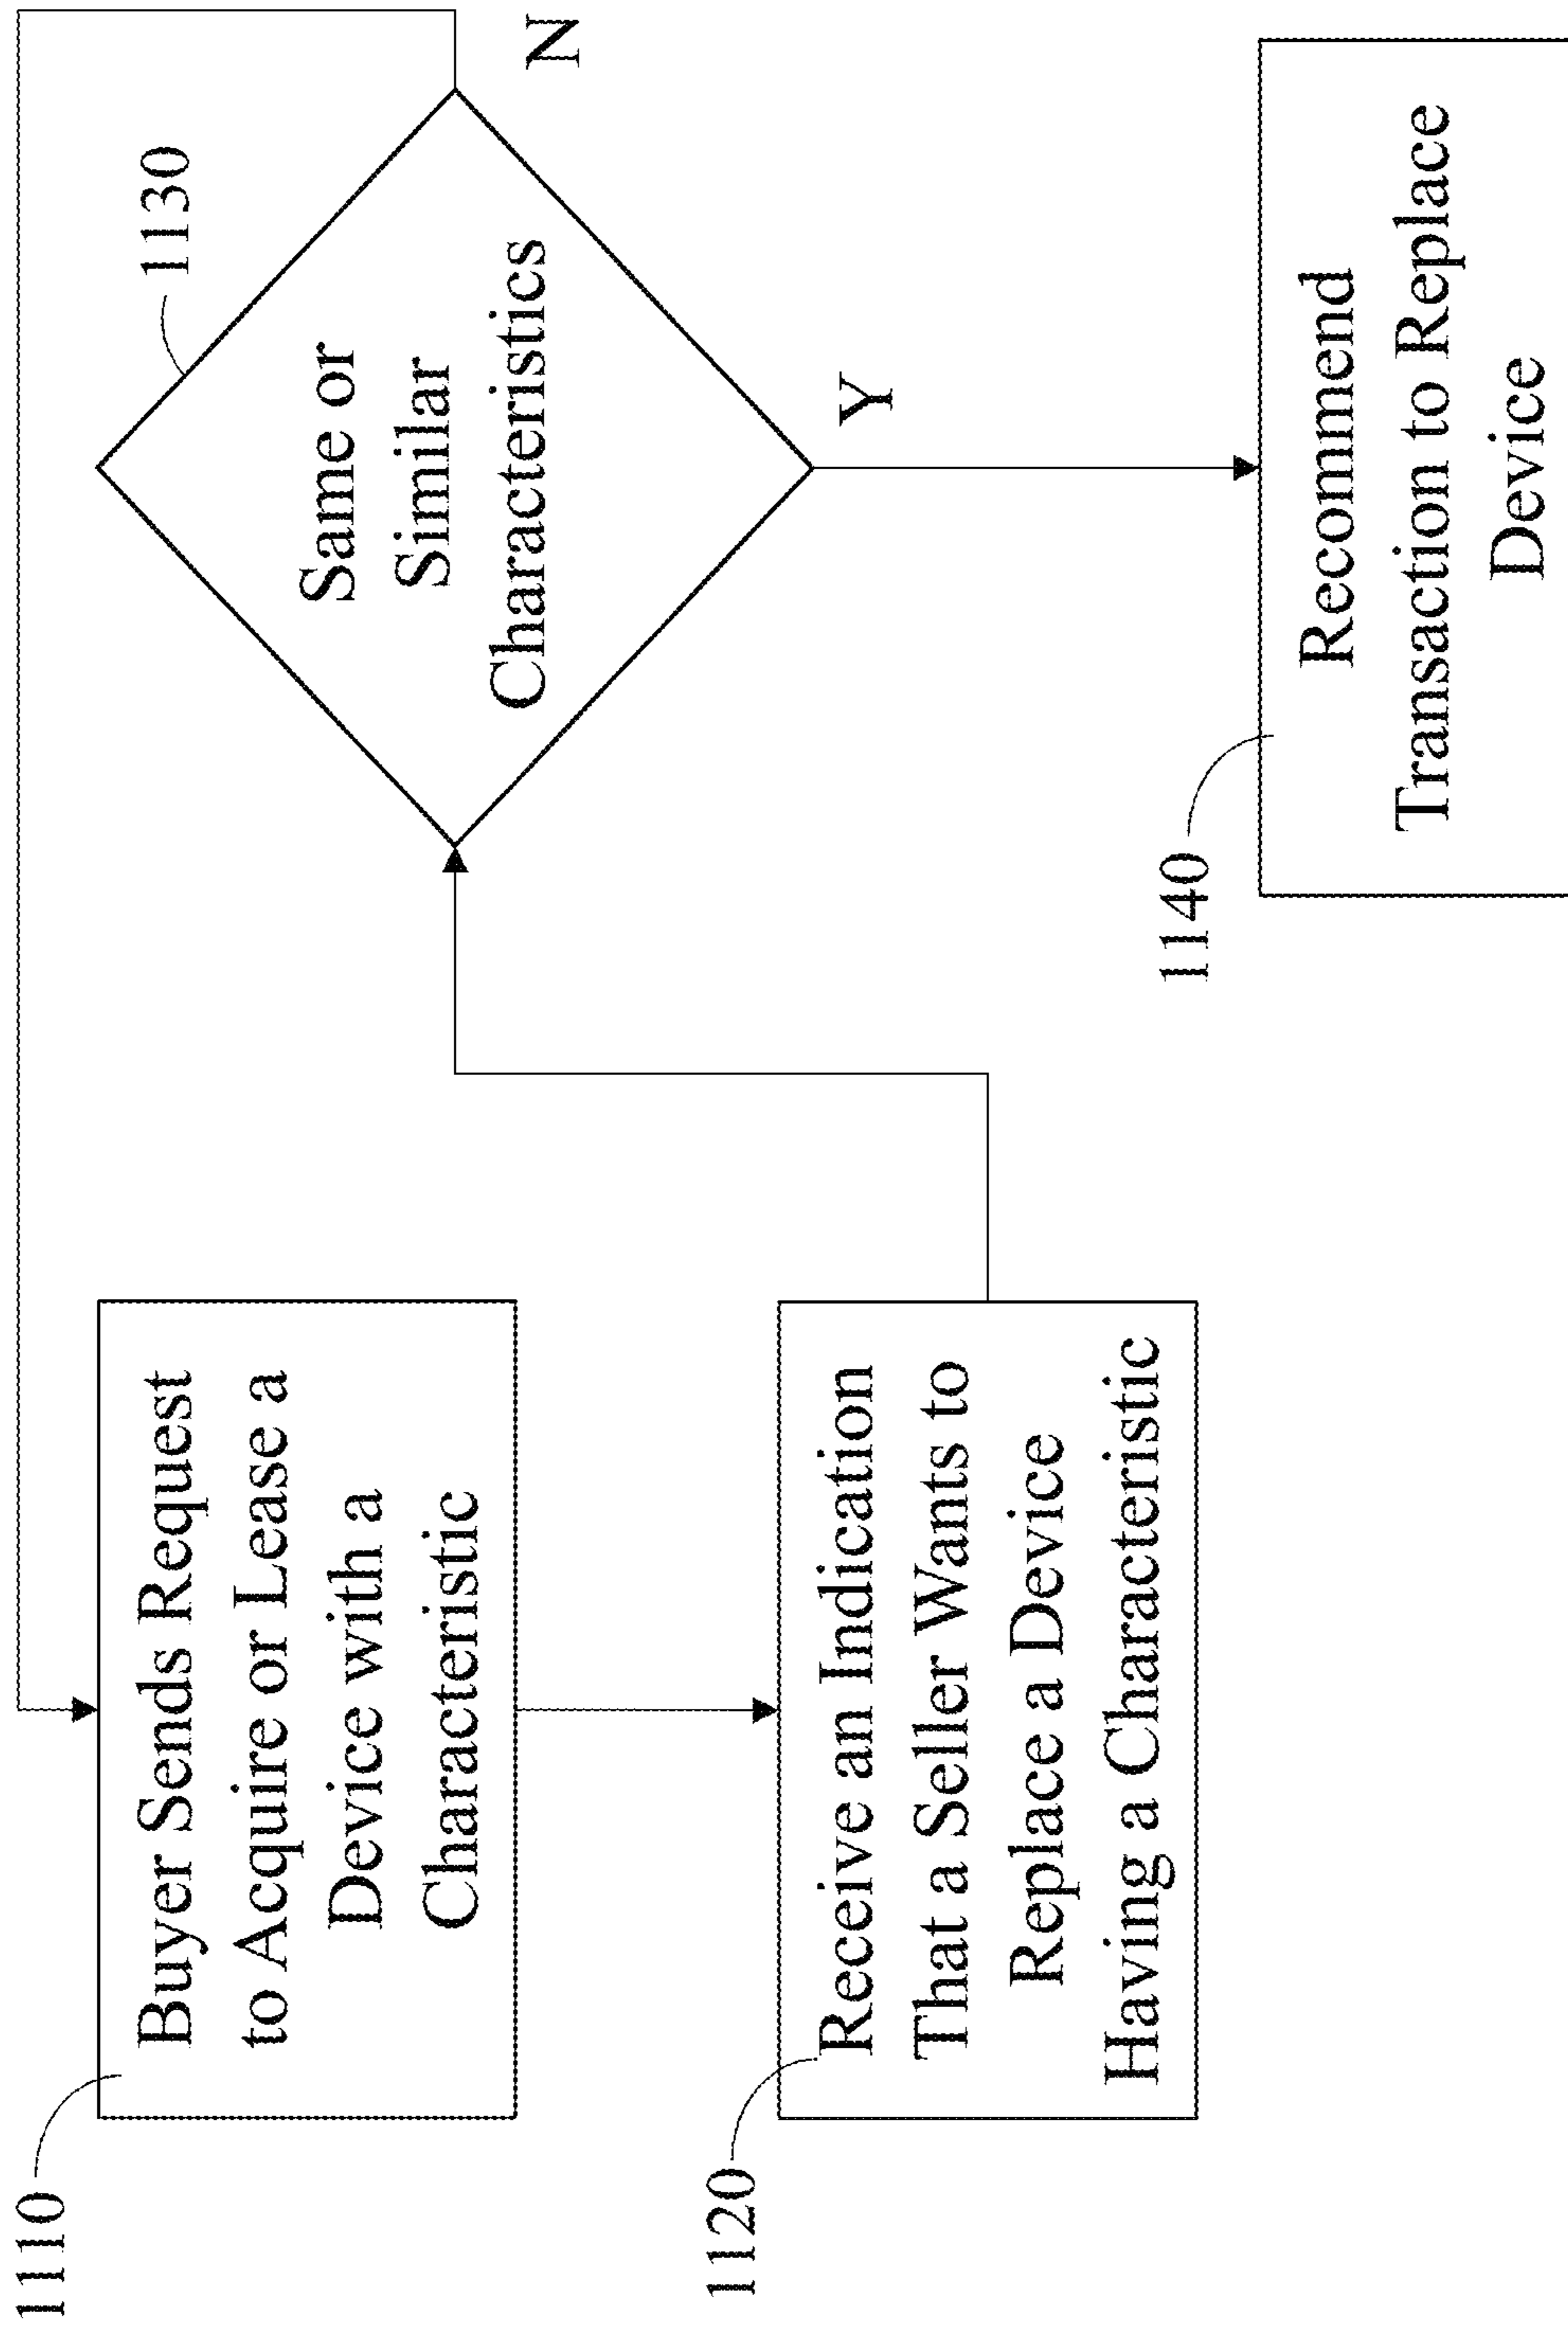 1110
Buyer Sends Request
to Acquire or Lease a
Device with a
Characteristic
1120
Receive an Indication
That a Seller Wants to
Replace a Device
Having a Characteristic
1130
Same or
Similar
Characteristics
N
Y
1140
Recommend
Transaction to Replace
Device